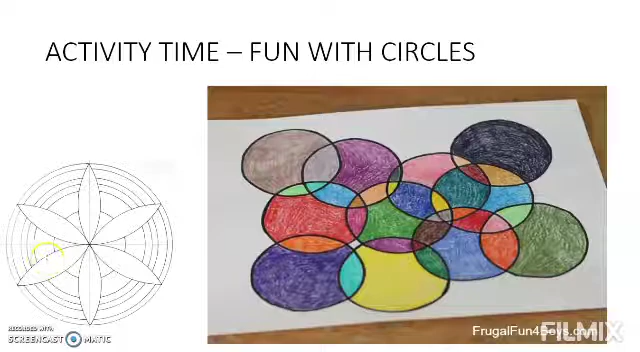 ACTIVITY TIME – FUN WITH CIRCLES
RECORDED WITH
SCREENCAST MATIC
FrugalFun4Boys.com
FILMIX